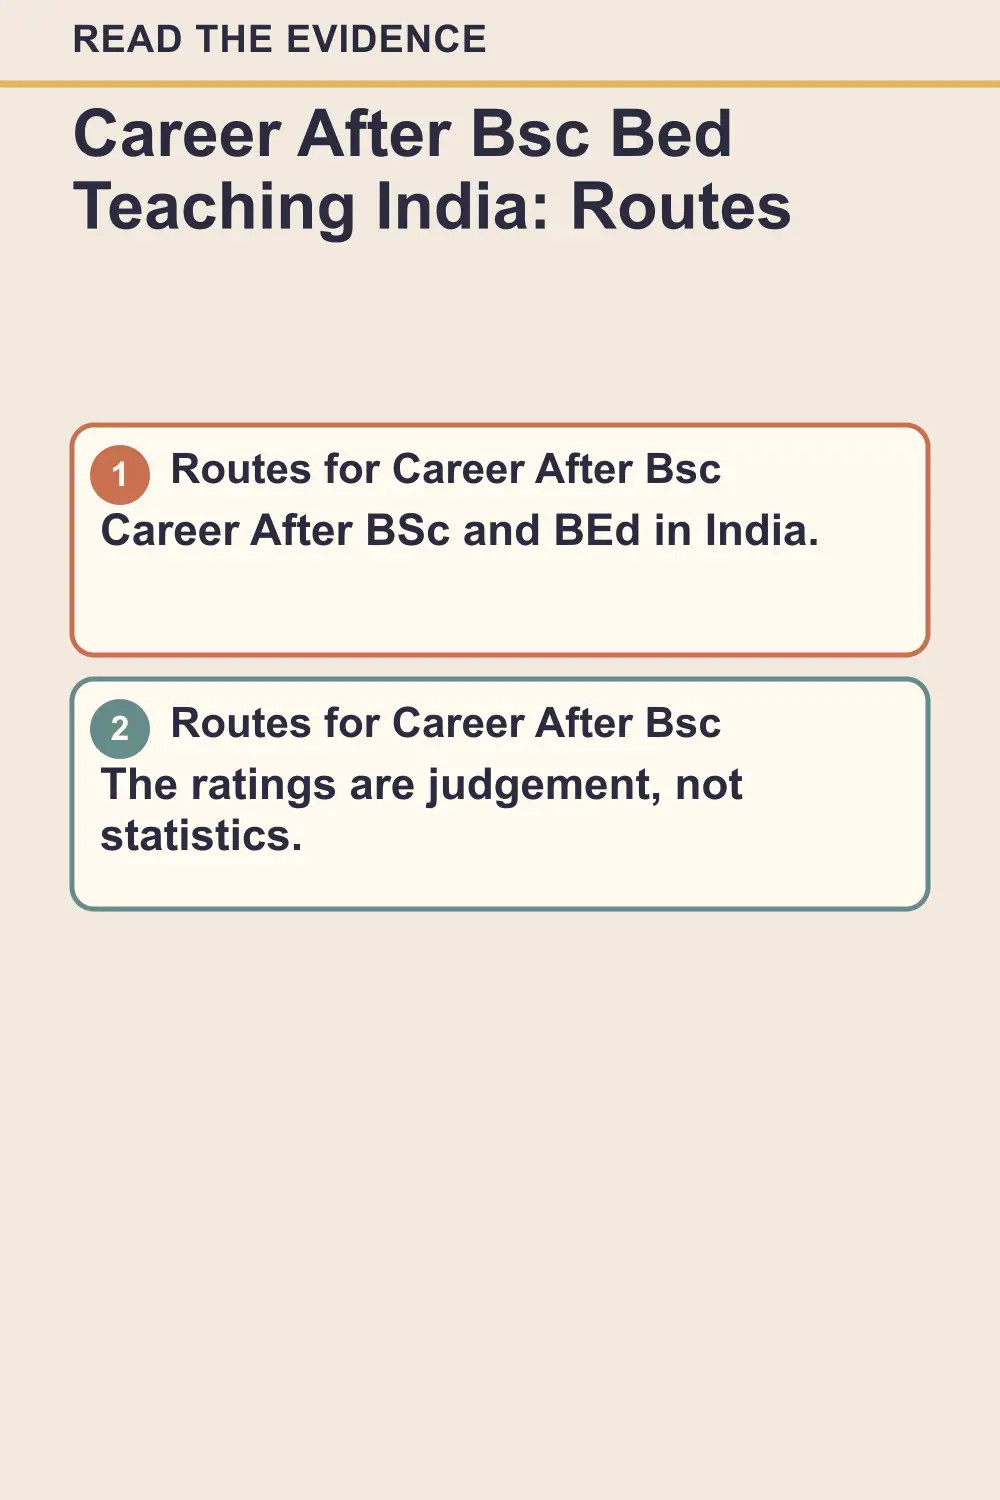 READ THE EVIDENCE
Career After Bsc Bed
Teaching India: Routes
1
Routes for Career After Bsc
Career After BSc and BEd in India.
2
Routes for Career After Bsc
The ratings are judgement, not
statistics.